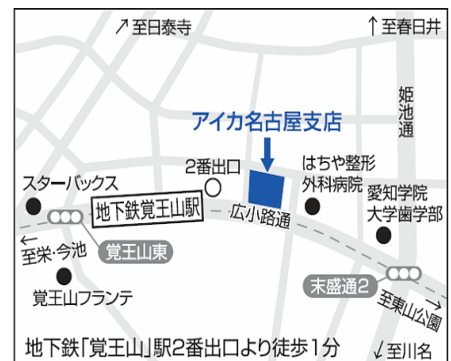 ↗至日泰寺
↑至春日井
姫池通
アイカ名古屋支店
2番出口
はちや整形
外科病院
スターバックス
愛知学院
大学歯学部
地下鉄覚王山駅
広小路通
←
至栄・今池
覚王山東
末盛通2
覚王山フランテ
→
至東山公園
地下鉄「覚王山」駅2番出口より徒歩1分
↙至川名